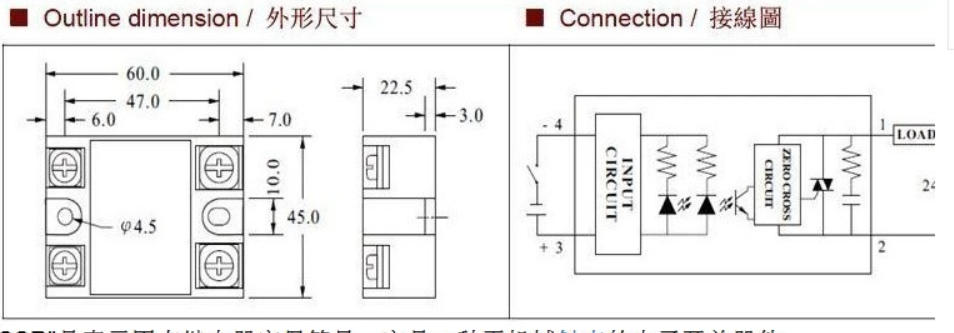 ■ Outline dimension / 外形尺寸
■ Connection / 接線圖
60.0
47.0
6.0
7.0
10.0
45.0
φ4.5
22.5
3.0
- 4
+ 3
INPUT
CIRCUIT
ZERO CROSS
CIRCUIT
1
LOAD
24
2